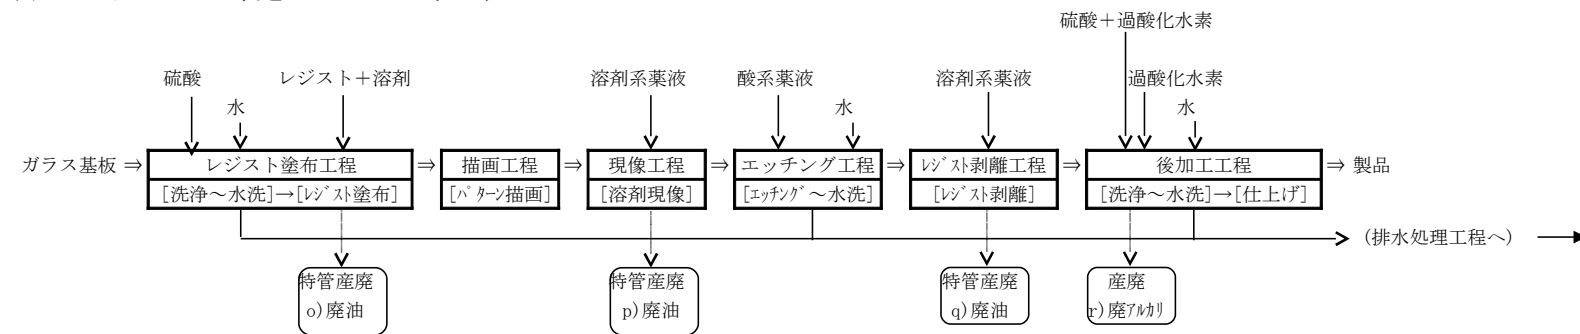 硫酸＋過酸化水素
硫酸
レジスト＋溶剤
溶剤系薬液
酸系薬液
溶剤系薬液
過酸化水素
水
水
水
ガラス基板 ⇒
レジスト塗布工程
⇒
描画工程
⇒
現像工程
⇒
エッチング工程
⇒
ﾚｼﾞｽﾄ剥離工程
⇒
後加工工程
⇒ 製品
[洗浄～水洗]→[ﾚｼﾞｽﾄ塗布]
[ﾊﾟﾀｰﾝ描画]
[溶剤現像]
[ｴｯﾁﾝｸﾞ～水洗]
[ﾚｼﾞｽﾄ剥離]
[洗浄～水洗]→[仕上げ]
(排水処理工程へ)
特管産廃
o)廃油
特管産廃
p)廃油
特管産廃
q)廃油
産廃
r)廃ｱﾙｶﾘ